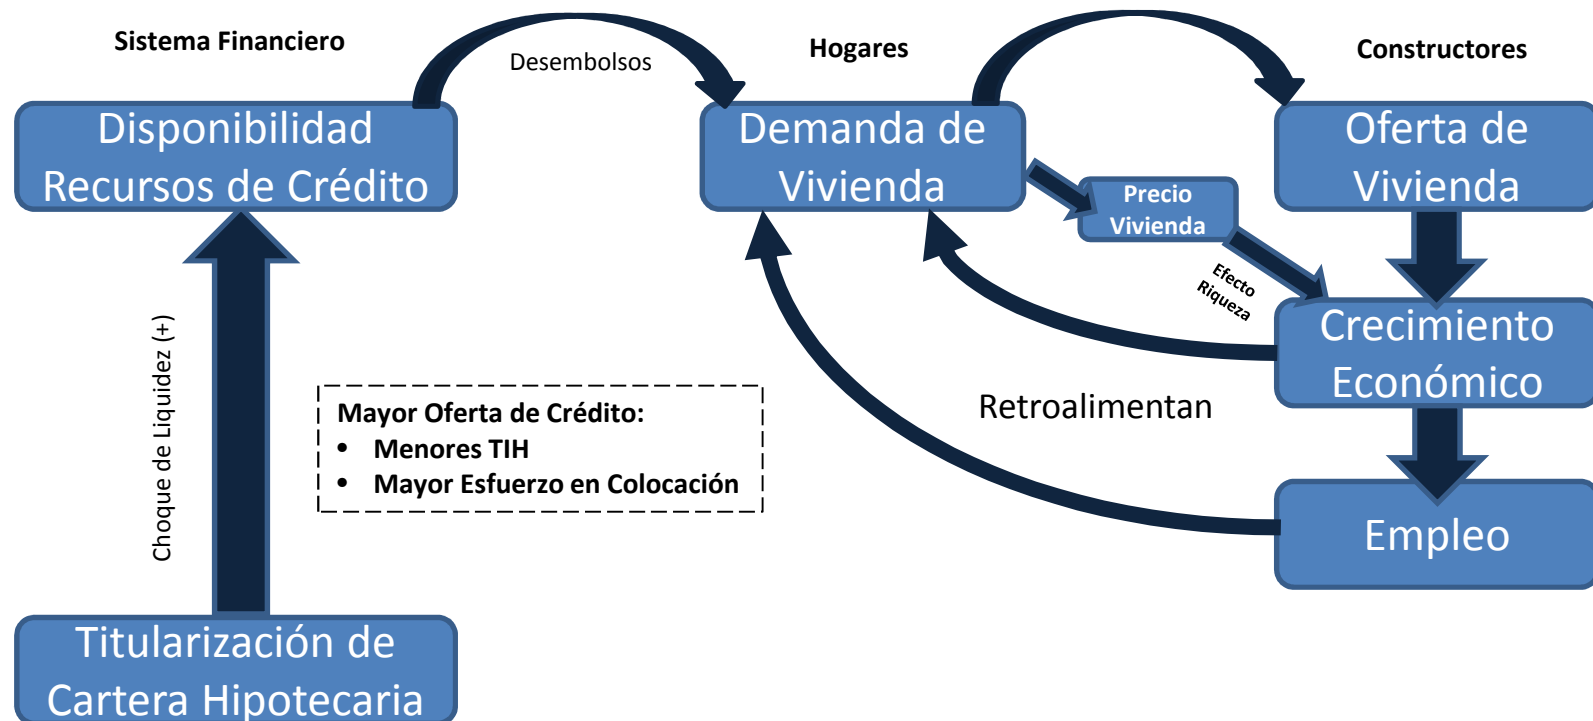 Sistema Financiero
Hogares
Constructores
Desembolsos
Disponibilidad
Recursos de Crédito
Demanda de
Vivienda
Oferta de
Vivienda
Precio
Vivienda
Efecto
Riqueza
Crecimiento
Económico
Choque de Liquidez (+)
Mayor Oferta de Crédito:
• Menores TIH
• Mayor Esfuerzo en Colocación
Retroalimentan
Empleo
Titularización de
Cartera Hipotecaria